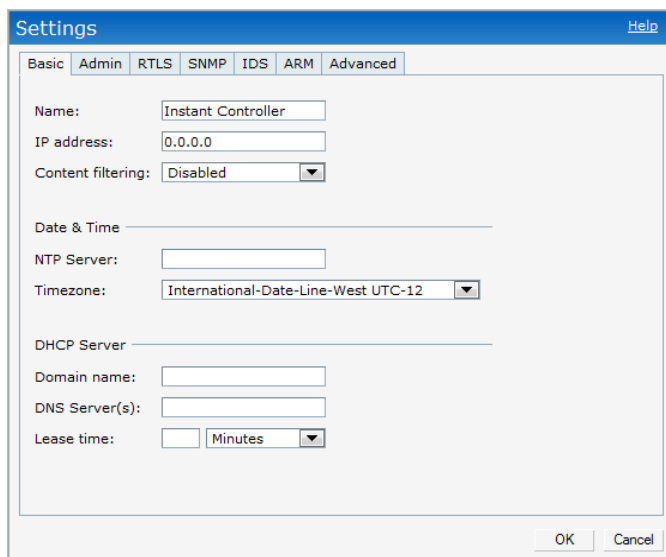 Settings Help
Basic Admin RTLS SNMP IDS ARM Advanced
Name: Instant Controller
IP address: 0.0.0.0
Content filtering: Disabled
Date & Time
NTP Server:
Timezone: International-Date-Line-West UTC-12
DHCP Server
Domain name:
DNS Server(s):
Lease time: Minutes
OK Cancel